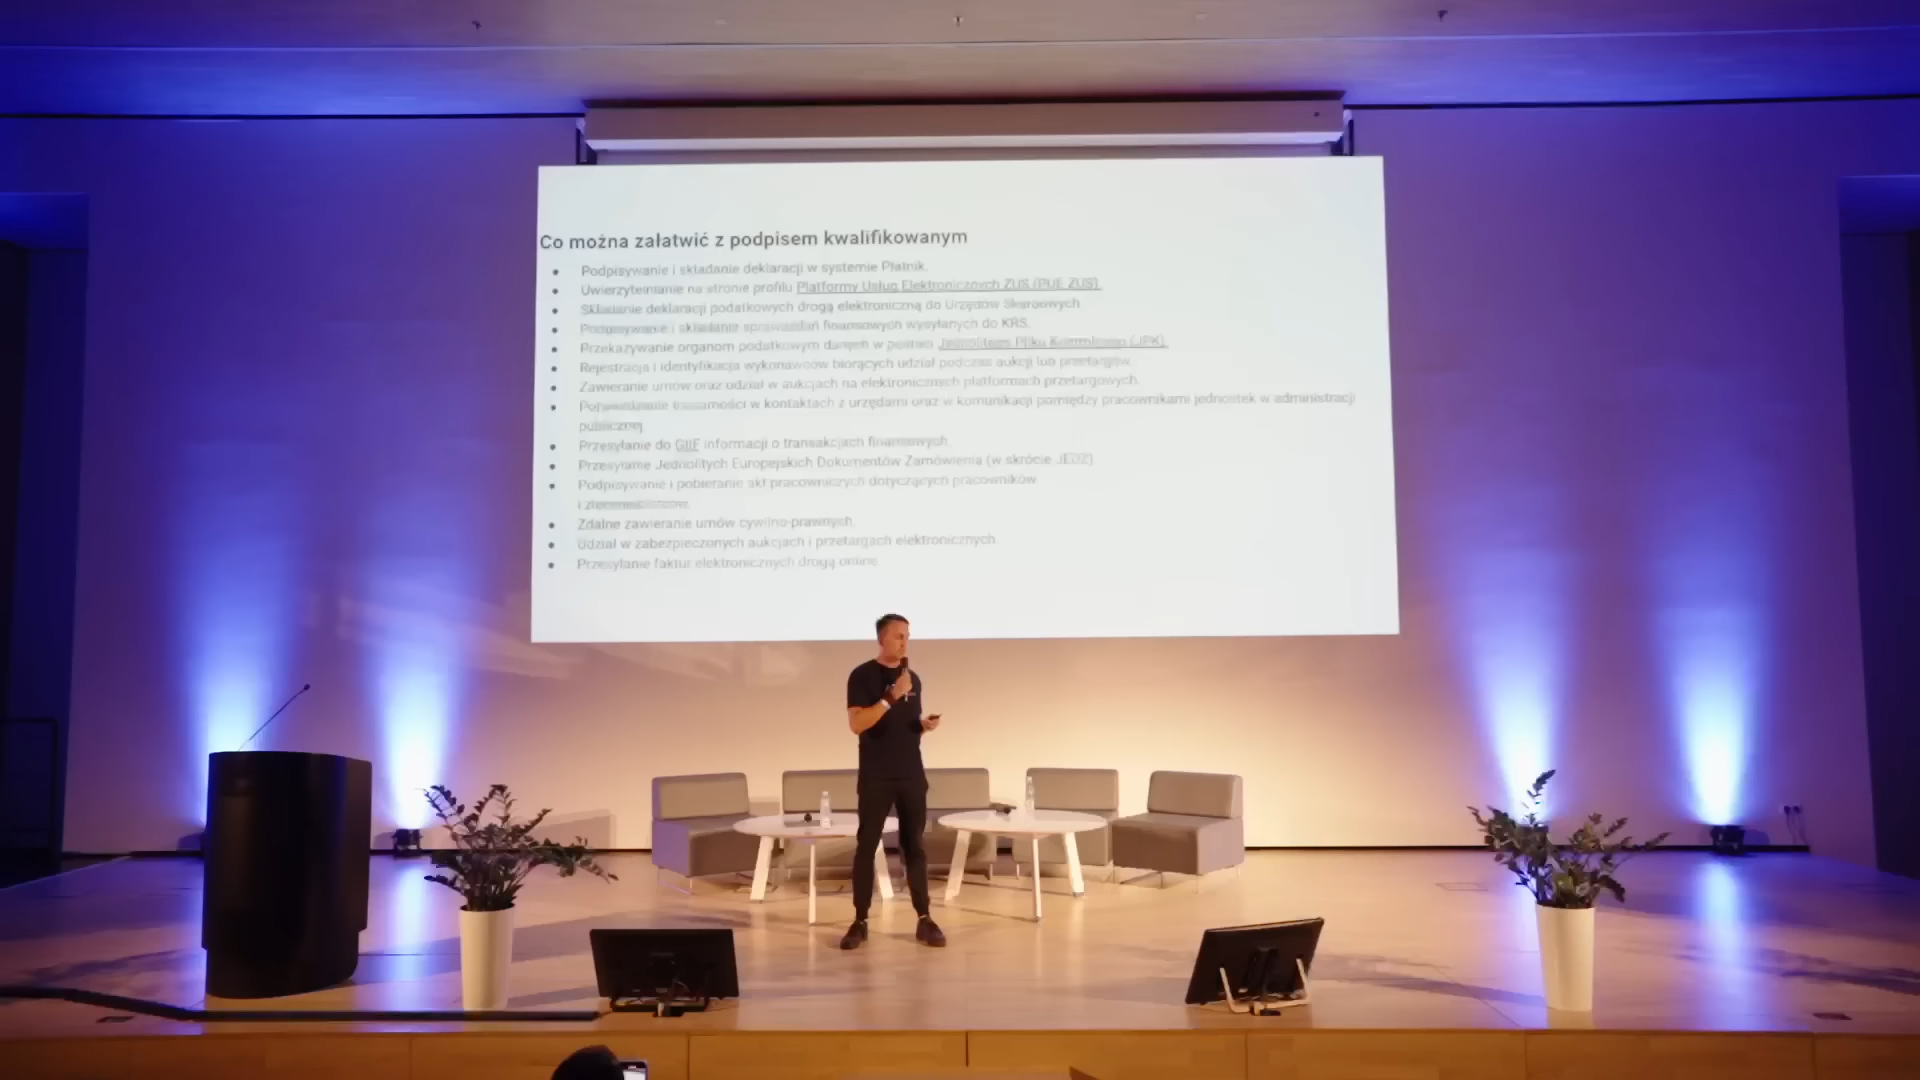 Co można załatwić z podpisem kwalifikowanym
Podpisywanie i składanie deklaracji w systemie Płatnik.
Uwierzytelnianie na stronie profilu Platformy Usług Elektronicznych ZUS (PUE ZUS).
Składanie deklaracji podatkowych drogą elektroniczną do Urzędów Skarbowych
Podpisywanie i składanie sprawozdań finansowych wysyłanych do KRS.
Przekazywanie organom podatkowym danych w postaci Jednolitego Pliku Kontrolnego (JPK).
Rejestracja i identyfikacja wykonawców biorących udział podczas aukcji lub przetargów.
Zawieranie umów oraz udział w aukcjach na elektronicznych platformach przetargowych.
tożsamości w kontaktach z urzędami oraz w komunikacji pomiędzy pracownikami jednostek w administracji
publicznej
Przesyłanie do GIIF informacji o transakcjach finansowych
Przesyłanie Jednolitych Europejskich Dokumentów Zamówienia (w skrócie JEDZ)
Podpisywanie i pobieranie akt pracowniczych dotyczących pracowników
i
Zdalne zawieranie umów cywilno-prawnych.
Udział w zabezpieczonych aukcjach i przetargach elektronicznych.
Przesyłanie faktur elektronicznych drogą online.